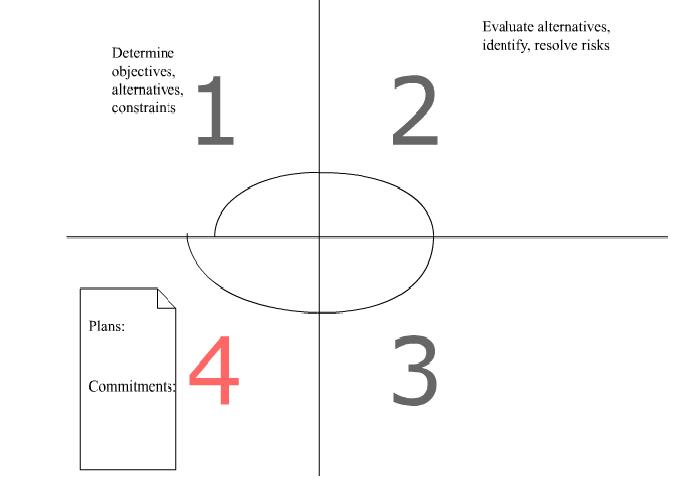 Determine
objectives,
alternatives,
constraints
1
Evaluate alternatives,
identify, resolve risks
2
Plans:
Commitments:
4
3